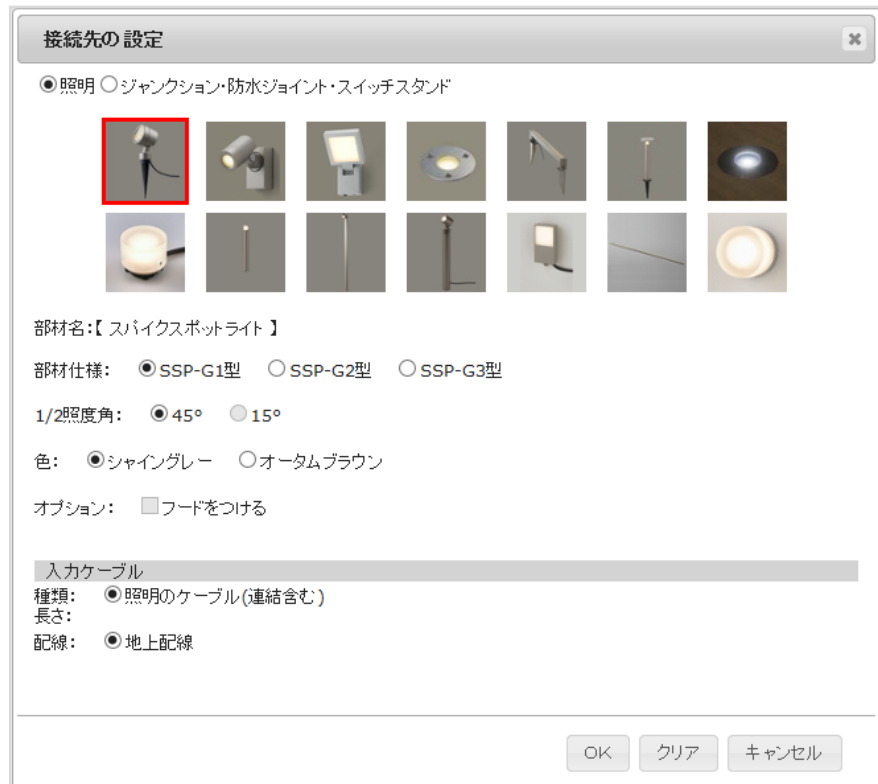 接続先の設定
照明 ジャンクション・防水ジョイント・スイッチスタンド
部材名:【 スパイクスポットライト 】
部材仕様: SSP-G1型 SSP-G2型 SSP-G3型
1/2照度角: 45° 15°
色: シャイングレー オータムブラウン
オプション: フードをつける
入力ケーブル
種類: 照明のケーブル(連結含む)
長さ:
配線: 地上配線
OK クリア キャンセル